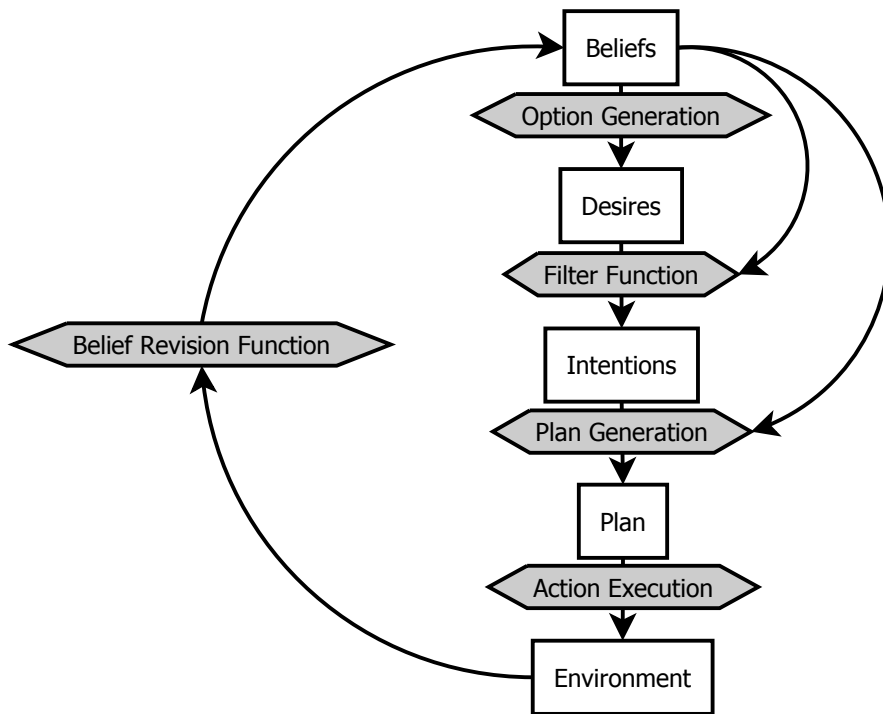 Beliefs
Option Generation
Desires
Filter Function
Belief Revision Function
Intentions
Plan Generation
Plan
Action Execution
Environment